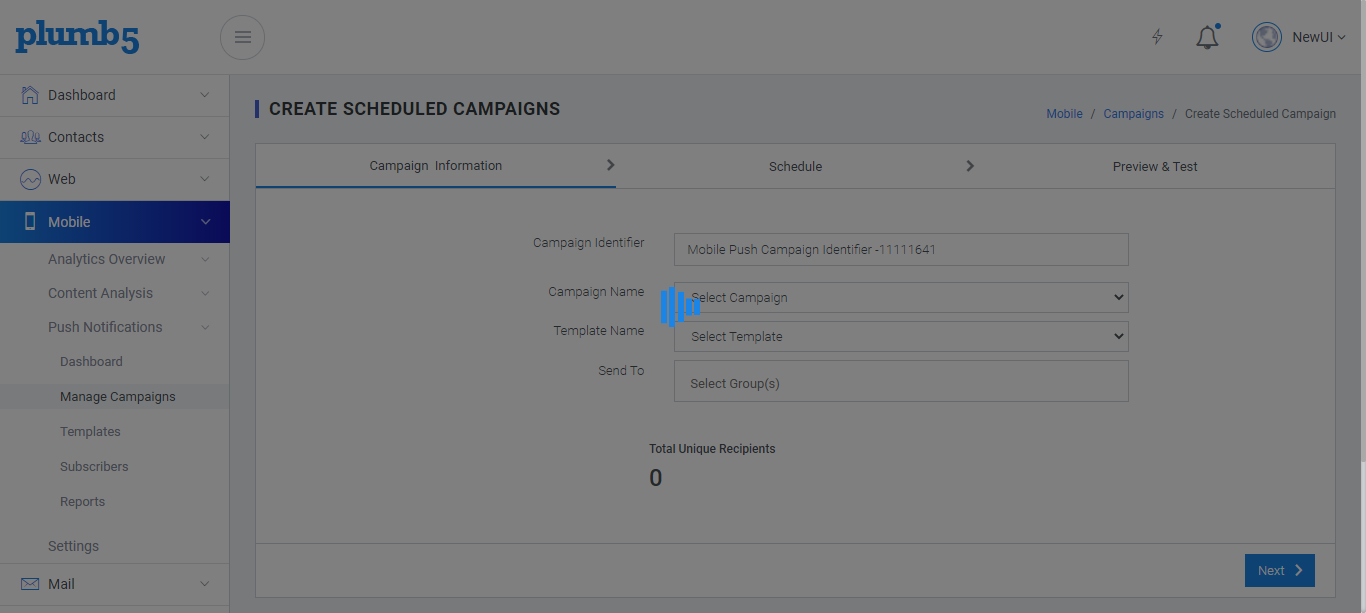 plumb5
NewUI
Dashboard
Contacts
Web
Mobile
Analytics Overview
Content Analysis
Push Notifications
Dashboard
Manage Campaigns
Templates
Subscribers
Reports
Settings
Mail
CREATE SCHEDULED CAMPAIGNS
Mobile / Campaigns / Create Scheduled Campaign
Campaign Information
Schedule
Preview & Test
Campaign Identifier
Mobile Push Campaign Identifier -11111641
Campaign Name
Select Campaign
Template Name
Select Template
Send To
Select Group(s)
Total Unique Recipients
0
Next